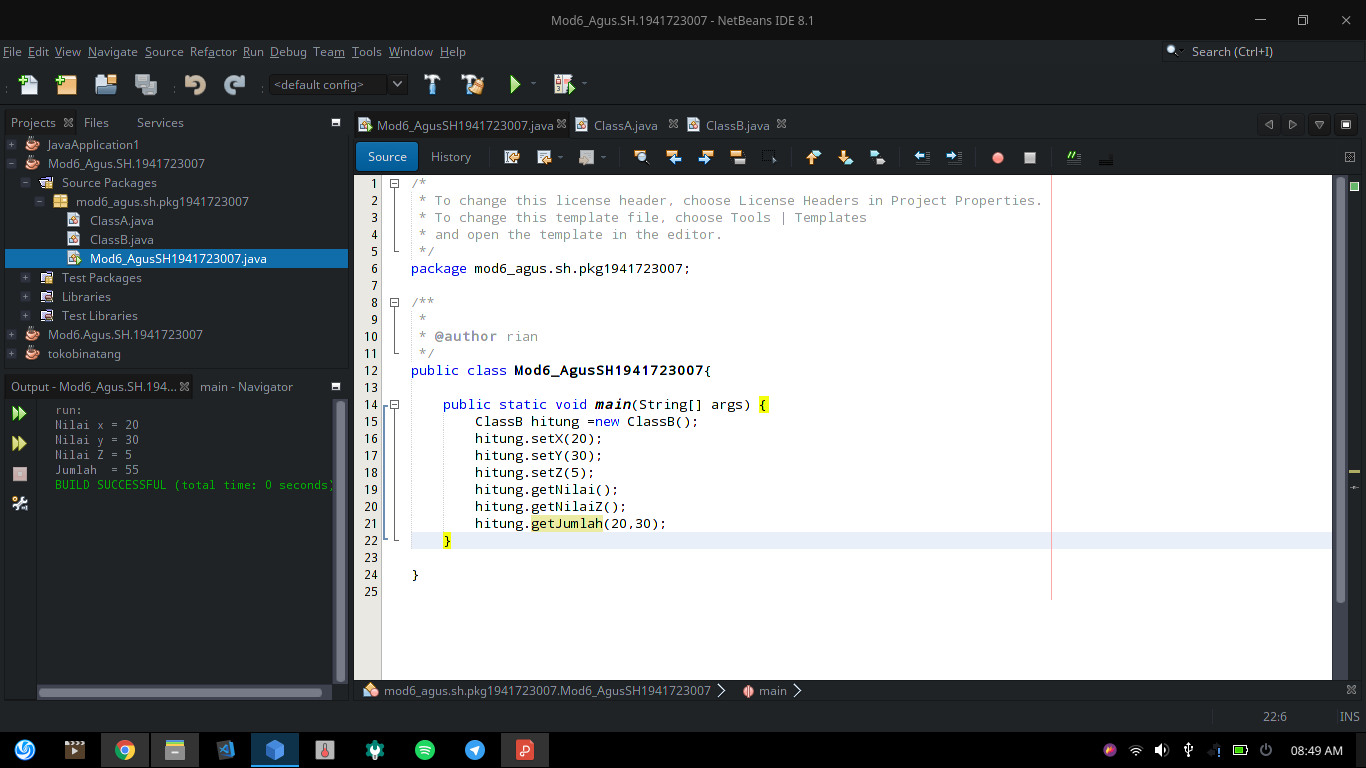 Mod6_Agus.SH.1941723007 - NetBeans IDE 8.1
File Edit View Navigate Source Refactor Run Debug Team Tools Window Help
Search (Ctrl+I)
<default config>
Projects Files Services
JavaApplication1
Mod6_Agus.SH.1941723007
Source Packages
mod6_agus.sh.pkg1941723007
ClassA.java
ClassB.java
Mod6_AgusSH1941723007.java
Test Packages
Libraries
Test Libraries
Mod6.Agus.SH.1941723007
tokobinatang
Output - Mod6_Agus.SH.194... main - Navigator
run:
Nilai x = 20
Nilai y = 30
Nilai Z = 5
Jumlah  = 55
BUILD SUCCESSFUL (total time: 0 seconds)
Mod6_AgusSH1941723007.java ClassA.java ClassB.java
Source History
1 /*
2 * To change this license header, choose License Headers in Project Properties.
3 * To change this template file, choose Tools | Templates
4 * and open the template in the editor.
5 */
6 package mod6_agus.sh.pkg1941723007;
7
8 /**
9 *
10 * @author rian
11 */
12 public class Mod6_AgusSH1941723007{
13
14 public static void main(String[] args) {
15 ClassB hitung =new ClassB();
16 hitung.setX(20);
17 hitung.setY(30);
18 hitung.setZ(5);
19 hitung.getNilai();
20 hitung.getNilaiZ();
21 hitung.getJumlah(20,30);
22 }
23
24 }
25
mod6_agus.sh.pkg1941723007.Mod6_AgusSH1941723007 main
22:6 INS
08:49 AM